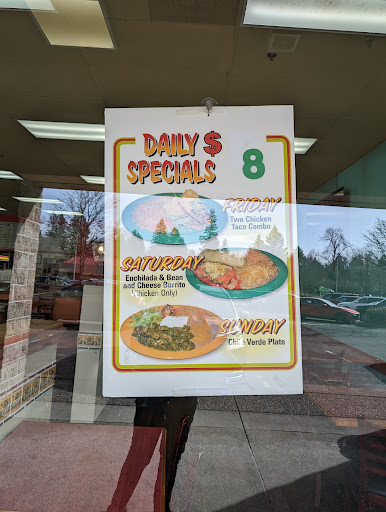 DAILY $
SPECIALS
8
FRIDAY
Two Chicken
Taco Combo
SATURDAY
Enchilada & Bean
and Cheese Burrito
(Chicken Only)
SUNDAY
Chile Verde Plate